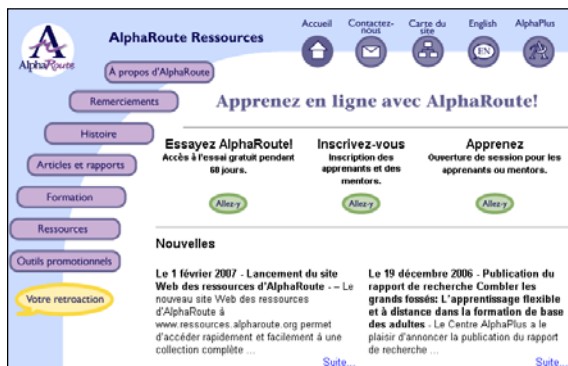 AlphaRoute
AlphaRoute Ressources
Accueil
Contactez-
nous
Carte du
site
English
EN
AlphaPlus
À propos d'AlphaRoute
Remerciements
Histoire
Articles et rapports
Formation
Ressources
Outils promotionnels
Votre retroaction
Apprenez en ligne avec AlphaRoute!
Essayez AlphaRoute!
Accès à l'essai gratuit pendant
60 jours.
Allez-y
Inscrivez-vous
Inscription des
apprenants et des
mentors.
Allez-y
Apprenez
Ouverture de session pour les
apprenants ou mentors.
Allez-y
Nouvelles
Le 1 février 2007 - Lancement du site
Web des ressources d'AlphaRoute - – Le
nouveau site Web des ressources
d'AlphaRoute à
www.ressources.alpharoute.org permet
d'accéder rapidement et facilement à une
collection complète ...
Suite...
Le 19 décembre 2006 - Publication du
rapport de recherche Combler les
grands fossés: L'apprentissage flexible
et à distance dans la formation de base
des adultes - Le Centre AlphaPlus a le
plaisir d'annoncer la publication du rapport
de recherche ...
Suite...